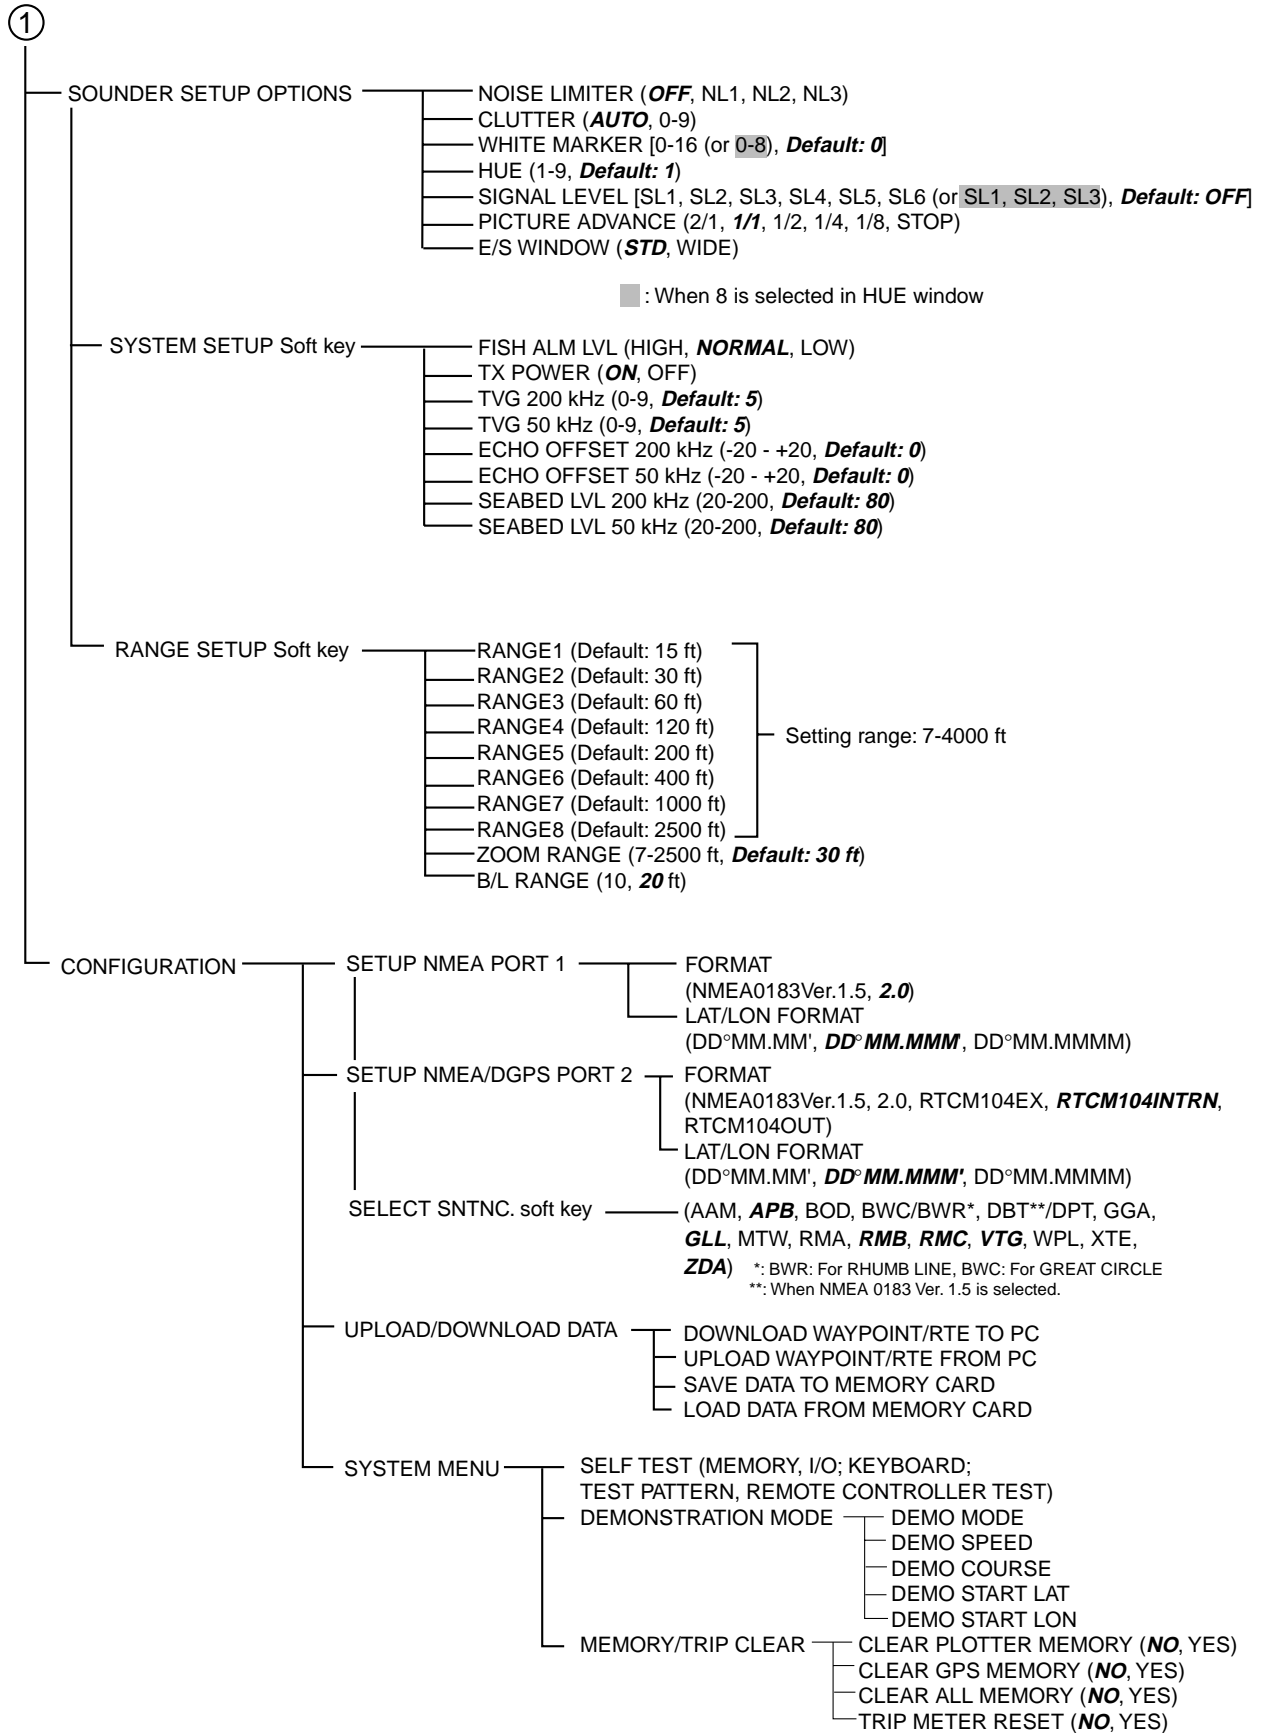 1
SOUNDER SETUP OPTIONS
NOISE LIMITER (OFF, NL1, NL2, NL3)
CLUTTER (AUTO, 0-9)
WHITE MARKER [0-16 (or 0-8), Default: 0]
HUE (1-9, Default: 1)
SIGNAL LEVEL [SL1, SL2, SL3, SL4, SL5, SL6 (or SL1, SL2, SL3), Default: OFF]
PICTURE ADVANCE (2/1, 1/1, 1/2, 1/4, 1/8, STOP)
E/S WINDOW (STD, WIDE)
: When 8 is selected in HUE window
SYSTEM SETUP Soft key
FISH ALM LVL (HIGH, NORMAL, LOW)
TX POWER (ON, OFF)
TVG 200 kHz (0-9, Default: 5)
TVG 50 kHz (0-9, Default: 5)
ECHO OFFSET 200 kHz (-20 - +20, Default: 0)
ECHO OFFSET 50 kHz (-20 - +20, Default: 0)
SEABED LVL 200 kHz (20-200, Default: 80)
SEABED LVL 50 kHz (20-200, Default: 80)
RANGE SETUP Soft key
RANGE1 (Default: 15 ft)
RANGE2 (Default: 30 ft)
RANGE3 (Default: 60 ft)
RANGE4 (Default: 120 ft)
RANGE5 (Default: 200 ft)
RANGE6 (Default: 400 ft)
RANGE7 (Default: 1000 ft)
RANGE8 (Default: 2500 ft)
Setting range: 7-4000 ft
ZOOM RANGE (7-2500 ft, Default: 30 ft)
B/L RANGE (10, 20 ft)
CONFIGURATION
SETUP NMEA PORT 1
FORMAT
(NMEA0183Ver.1.5, 2.0)
LAT/LON FORMAT
(DD°MM.MM', DD°MM.MMM', DD°MM.MMMM)
SETUP NMEA/DGPS PORT 2
FORMAT
(NMEA0183Ver.1.5, 2.0, RTCM104EX, RTCM104INTRN,
RTCM104OUT)
LAT/LON FORMAT
(DD°MM.MM', DD°MM.MMM', DD°MM.MMMM)
SELECT SNTNC. soft key
(AAM, APB, BOD, BWC/BWR*, DBT**/DPT, GGA,
GLL, MTW, RMA, RMB, RMC, VTG, WPL, XTE,
ZDA) *: BWR: For RHUMB LINE, BWC: For GREAT CIRCLE
**: When NMEA 0183 Ver. 1.5 is selected.
UPLOAD/DOWNLOAD DATA
DOWNLOAD WAYPOINT/RTE TO PC
UPLOAD WAYPOINT/RTE FROM PC
SAVE DATA TO MEMORY CARD
LOAD DATA FROM MEMORY CARD
SYSTEM MENU
SELF TEST (MEMORY, I/O; KEYBOARD;
TEST PATTERN, REMOTE CONTROLLER TEST)
DEMONSTRATION MODE
DEMO MODE
DEMO SPEED
DEMO COURSE
DEMO START LAT
DEMO START LON
MEMORY/TRIP CLEAR
CLEAR PLOTTER MEMORY (NO, YES)
CLEAR GPS MEMORY (NO, YES)
CLEAR ALL MEMORY (NO, YES)
TRIP METER RESET (NO, YES)